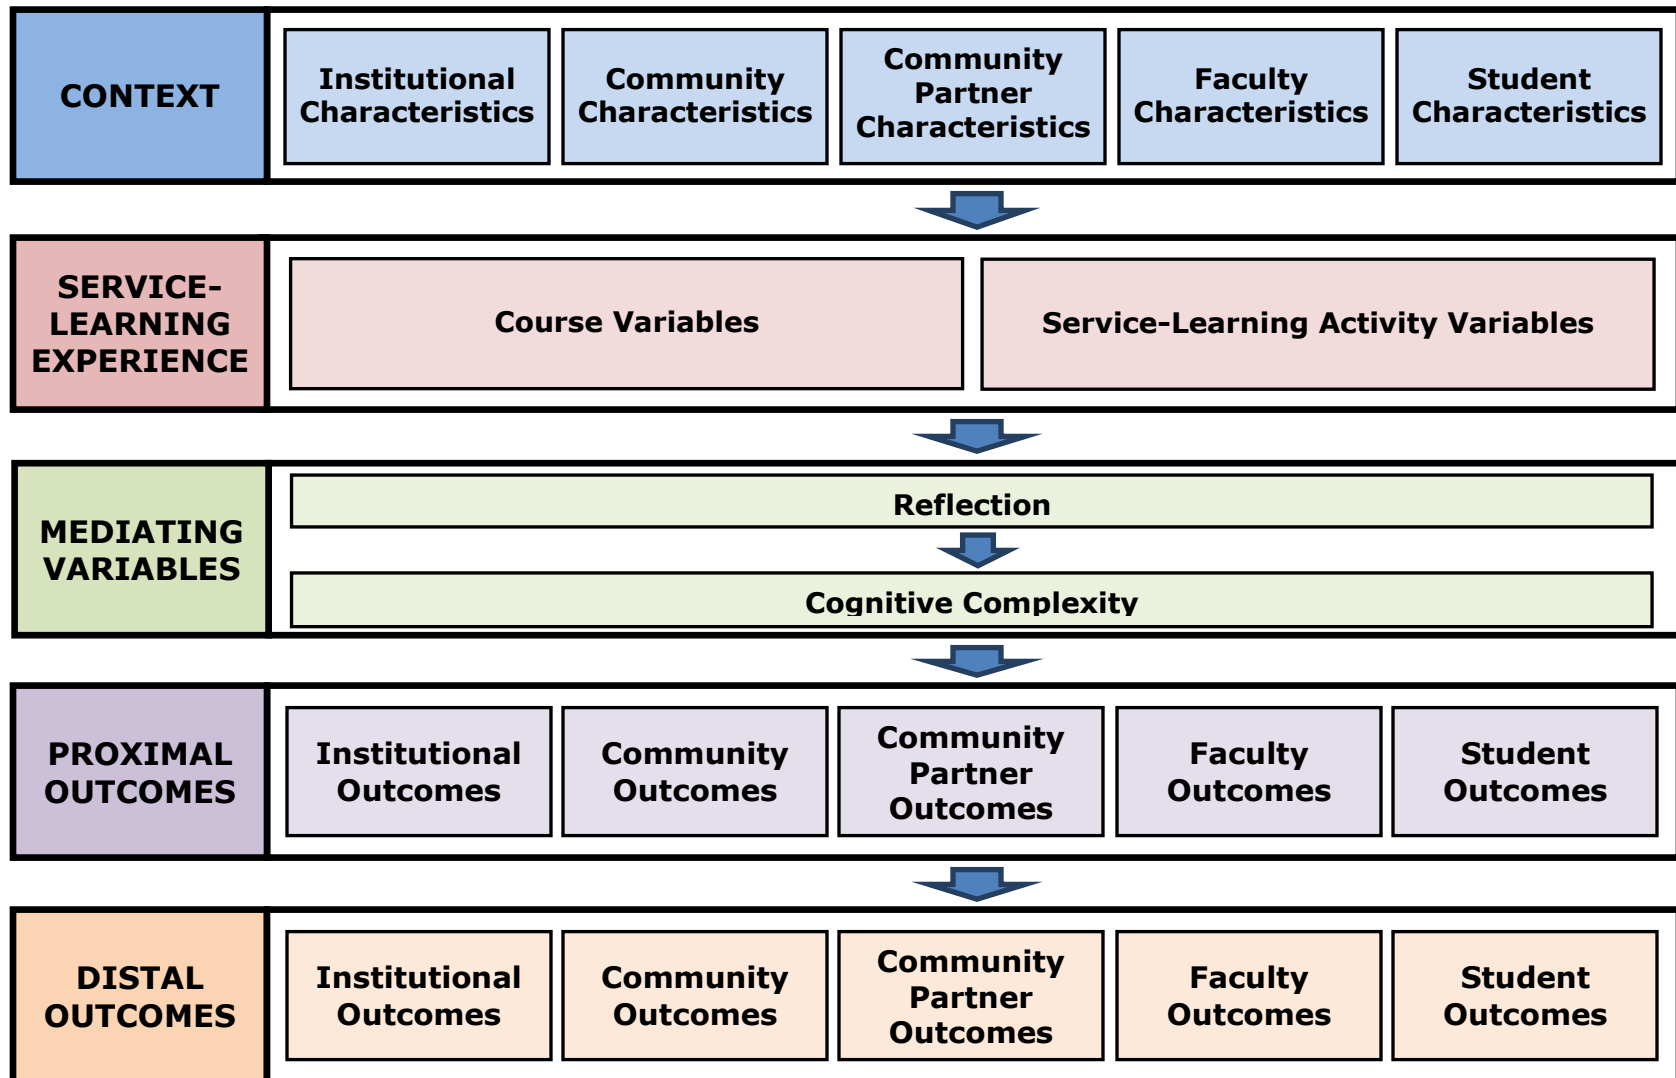 CONTEXT
Institutional
Characteristics
Community
Characteristics
Community
Partner
Characteristics
Faculty
Characteristics
Student
Characteristics
SERVICE-
LEARNING
EXPERIENCE
Course Variables
Service-Learning Activity Variables
MEDIATING
VARIABLES
Reflection
Cognitive Complexity
PROXIMAL
OUTCOMES
Institutional
Outcomes
Community
Outcomes
Community
Partner
Outcomes
Faculty
Outcomes
Student
Outcomes
DISTAL
OUTCOMES
Institutional
Outcomes
Community
Outcomes
Community
Partner
Outcomes
Faculty
Outcomes
Student
Outcomes